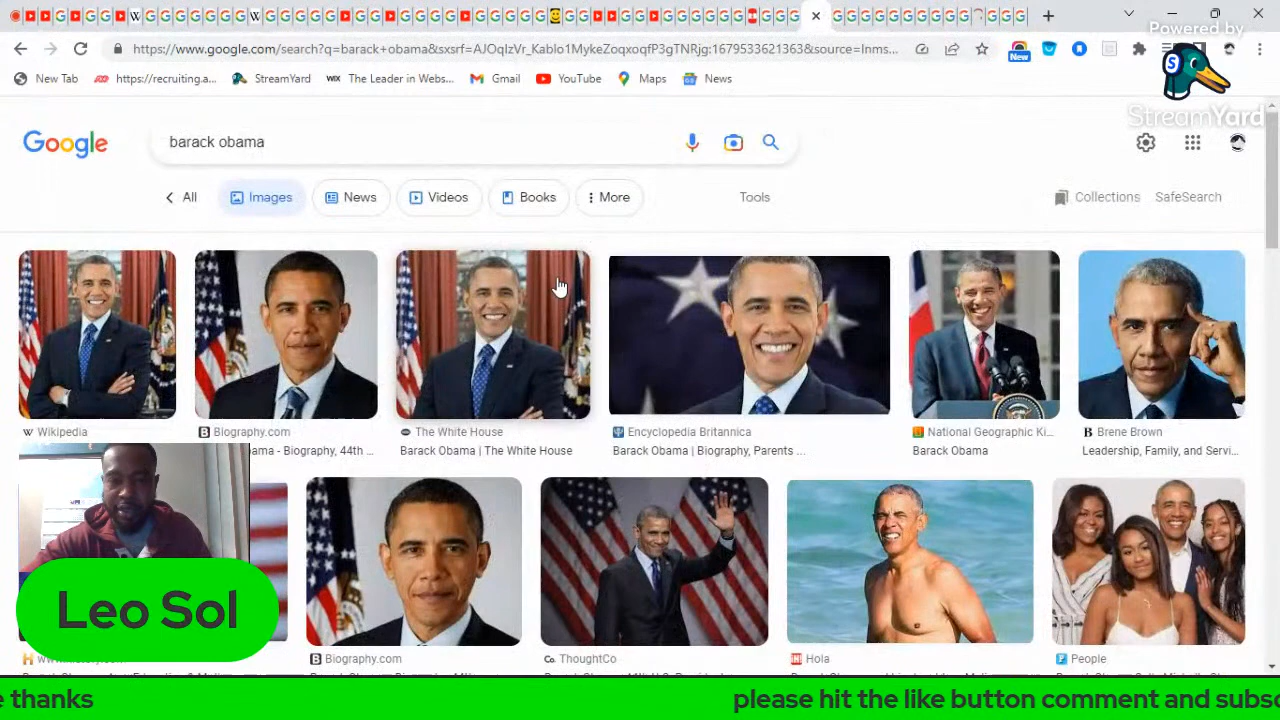 Powered by
StreamYard
https://www.google.com/search?q=barack+obama&sxsrf=AJOqlzVr_Kablo1MykeZoqxoqfP3gTNRjg:1679533621363&source=lnms...
New
New Tab
https://recruiting.a...
StreamYard
WIX The Leader in Webs...
Gmail
YouTube
Maps
News
Google
barack obama
All
Images
News
Videos
Books
More
Tools
Collections
SafeSearch
W Wikipedia
B Biography.com
ama - Biography, 44th ...
The White House
Barack Obama | The White House
Encyclopedia Britannica
Barack Obama | Biography, Parents ...
National Geographic Ki...
Barack Obama
B Brene Brown
Leadership, Family, and Servi...
B Biography.com
Co. ThoughtCo
H! Hola
P People
Leo Sol
e thanks
please hit the like button comment and subsc